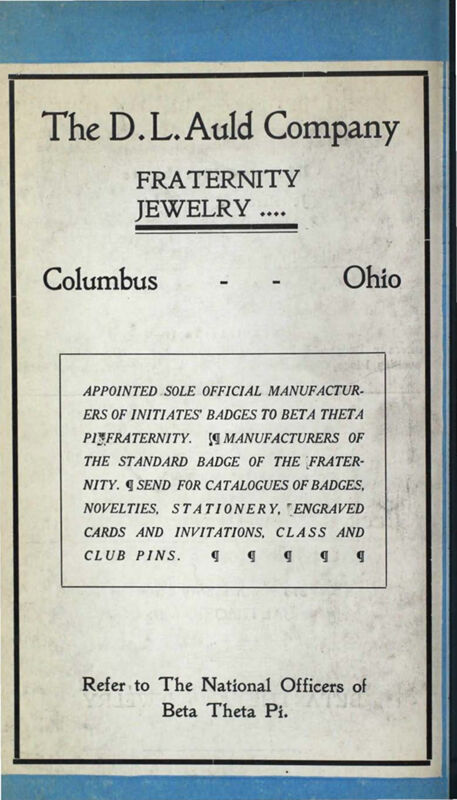 The D. L. Auld Company
FRATERNITY
JEWELRY ....
Columbus - - Ohio
APPOINTED SOLE OFFICIAL MANUFACTUR-
ERS OF INITIATES' BADGES TO BETA THETA
PI FRATERNITY. ¶ MANUFACTURERS OF
THE STANDARD BADGE OF THE FRATER-
NITY. ¶ SEND FOR CATALOGUES OF BADGES,
NOVELTIES, STATIONERY, ENGRAVED
CARDS AND INVITATIONS, CLASS AND
CLUB PINS. ¶ ¶ ¶ ¶ ¶
Refer to The National Officers of
Beta Theta Pi.